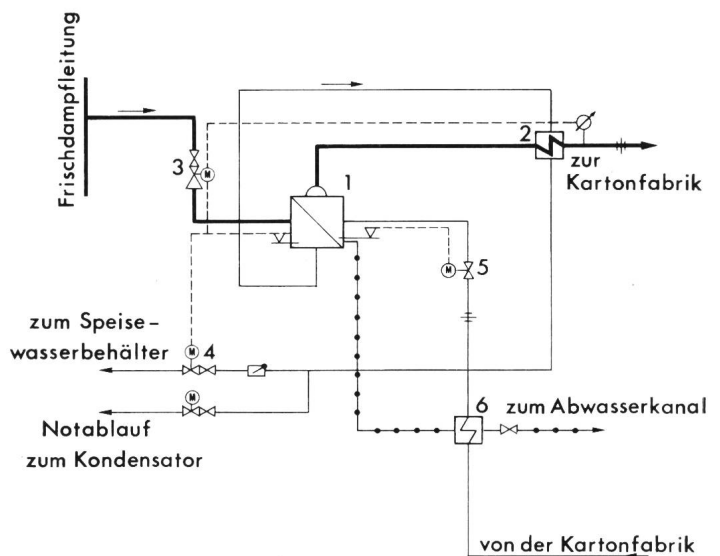 Frischdampfleitung
3
M
1
2
zur
Kartonfabrik
M
5
zum Speise-
wasserbehälter
M
4
M
Notablauf
zum Kondensator
6
zum Abwasserkanal
von der Kartonfabrik